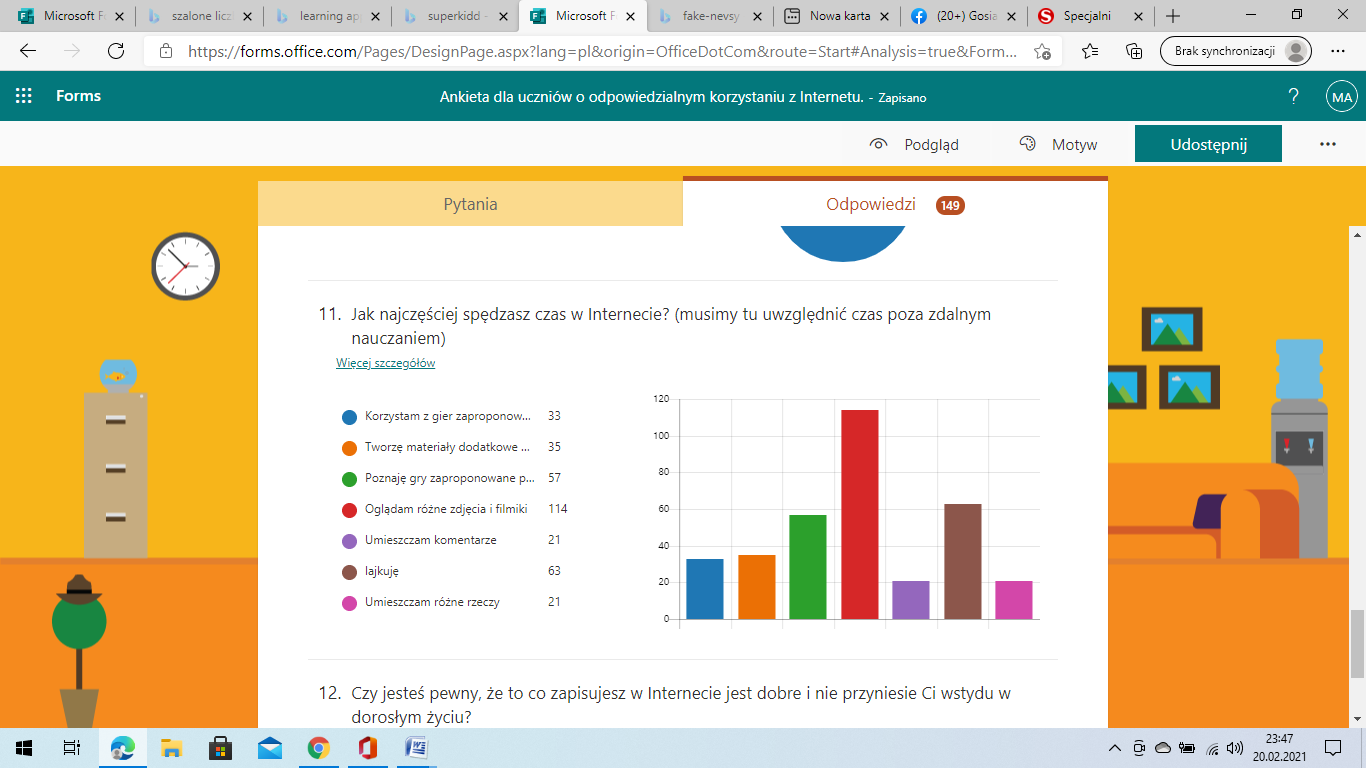 Microsoft Fo
szalone licz
learning app
superkidd -
Microsoft Fo
fake-nevsy
Nowa karta
(20+) Gosia
Specjalni
https://forms.office.com/Pages/DesignPage.aspx?lang=pl&origin=OfficeDotCom&route=Start#Analysis=true&Form...
Brak synchronizacji
Forms
Ankieta dla uczniów o odpowiedzialnym korzystaniu z Internetu. - Zapisano
?
MA
Podgląd
Motyw
Udostępnij
Pytania
Odpowiedzi 149
11. Jak najczęściej spędzasz czas w Internecie? (musimy tu uwzględnić czas poza zdalnym
nauczaniem)
Więcej szczegółów
Korzystam z gier zaproponow... 33
Tworzę materiały dodatkowe ... 35
Poznaję gry zaproponowane p... 57
Oglądam różne zdjęcia i filmiki 114
Umieszczam komentarze 21
lajkuję 63
Umieszczam różne rzeczy 21
120
100
80
60
40
20
0
12. Czy jesteś pewny, że to co zapisujesz w Internecie jest dobre i nie przyniesie Ci wstydu w
dorosłym życiu?
23:47
20.02.2021